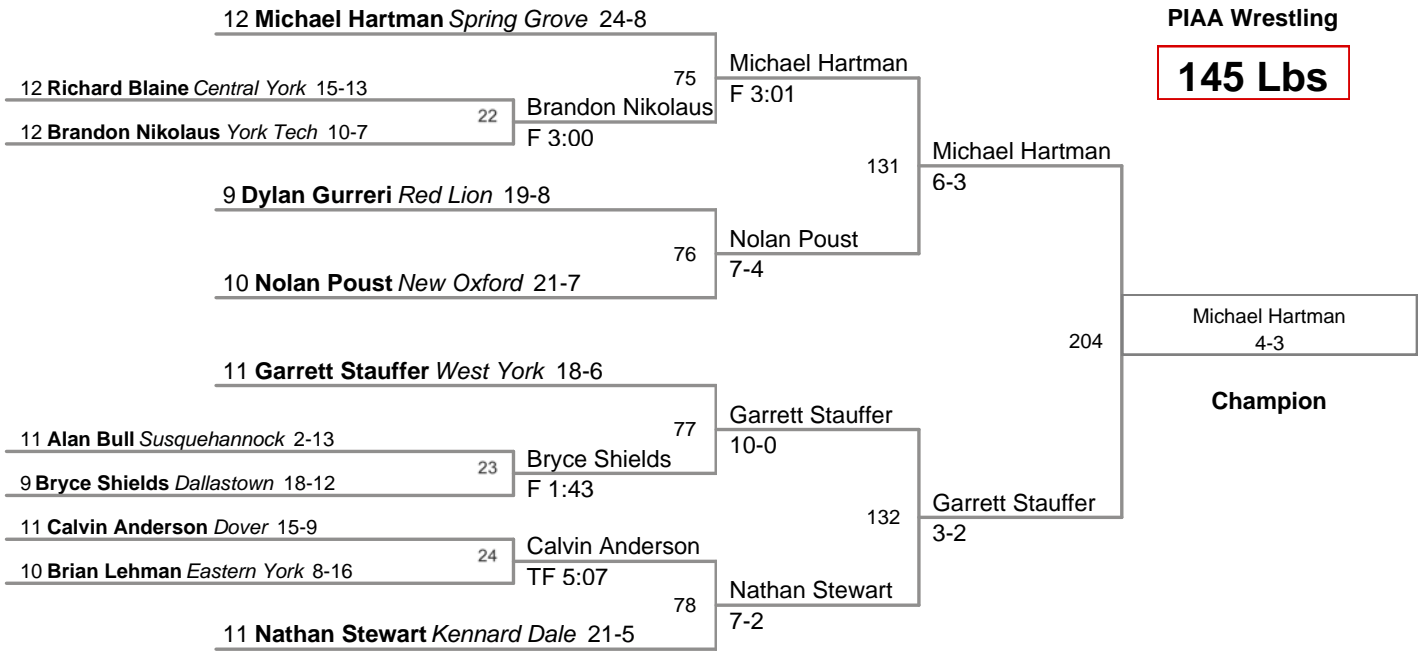 12 Michael Hartman Spring Grove 24-8
PIAA Wrestling
145 Lbs
75
Michael Hartman
F 3:01
12 Richard Blaine Central York 15-13
22
Brandon Nikolaus
F 3:00
12 Brandon Nikolaus York Tech 10-7
131
Michael Hartman
6-3
9 Dylan Gurreri Red Lion 19-8
76
Nolan Poust
7-4
10 Nolan Poust New Oxford 21-7
204
Michael Hartman
4-3
Champion
11 Garrett Stauffer West York 18-6
77
Garrett Stauffer
10-0
11 Alan Bull Susquehannock 2-13
23
Bryce Shields
F 1:43
9 Bryce Shields Dallastown 18-12
132
Garrett Stauffer
3-2
11 Calvin Anderson Dover 15-9
24
Calvin Anderson
TF 5:07
10 Brian Lehman Eastern York 8-16
78
Nathan Stewart
7-2
11 Nathan Stewart Kennard Dale 21-5